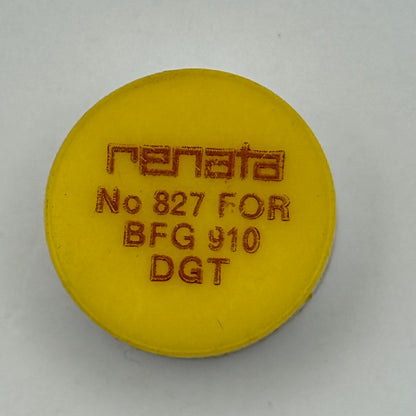 renata
No 827 FOR
BFG 910
DGT